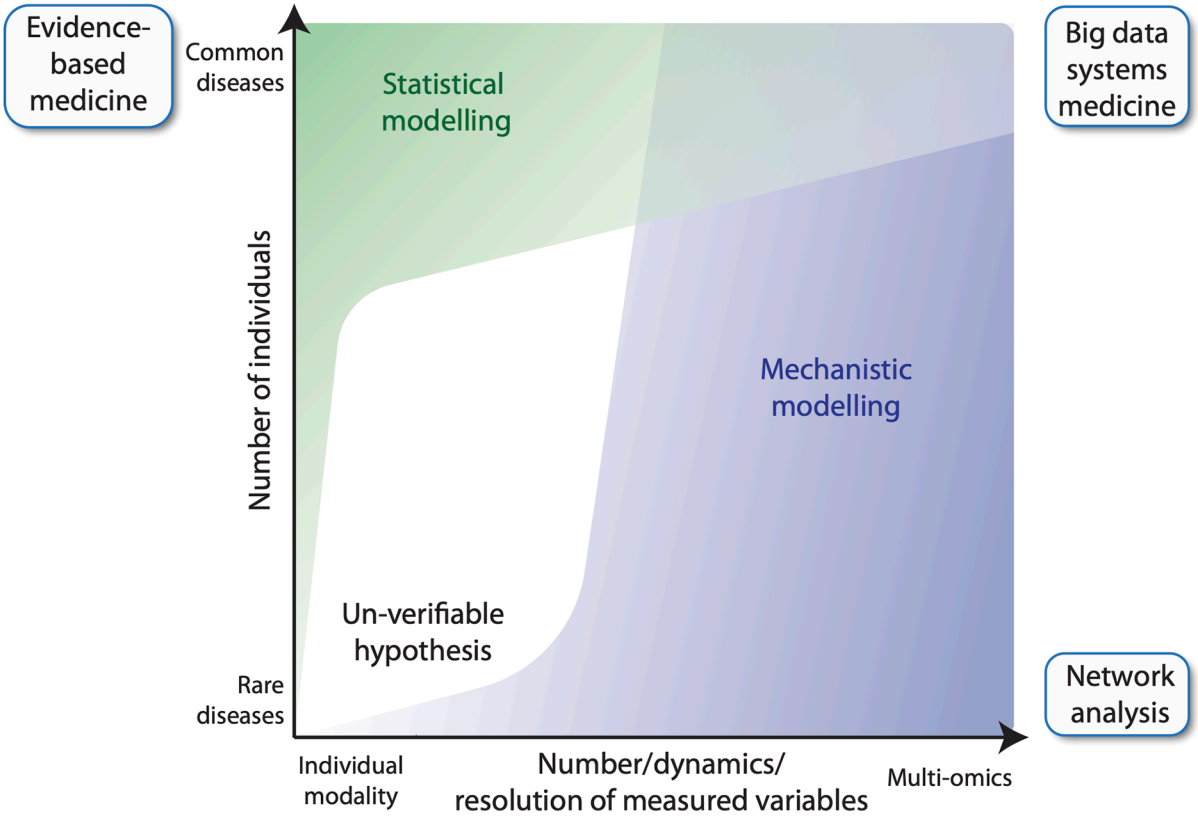 Evidence-
based
medicine
Common
diseases
Statistical
modelling
Big data
systems
medicine
Number of individuals
Mechanistic
modelling
Un-verifiable
hypothesis
Rare
diseases
Network
analysis
Individual
modality
Number/dynamics/
resolution of measured variables
Multi-omics